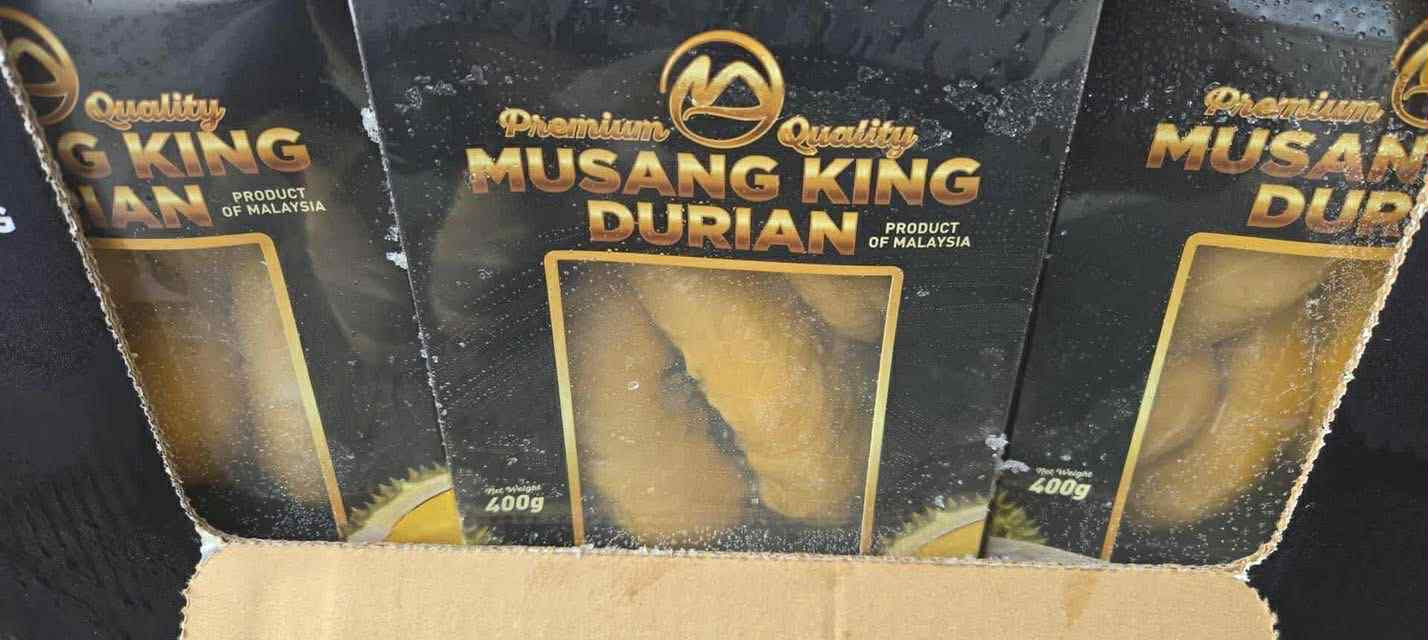 Quality
G KING
IAN
PRODUCT
OF MALAYSIA
Premium Quality
MUSANG KING
DURIAN
PRODUCT
OF MALAYSIA
Net Weight
400g
Premium
MUSAN
DUR
Net Weight
400g
G